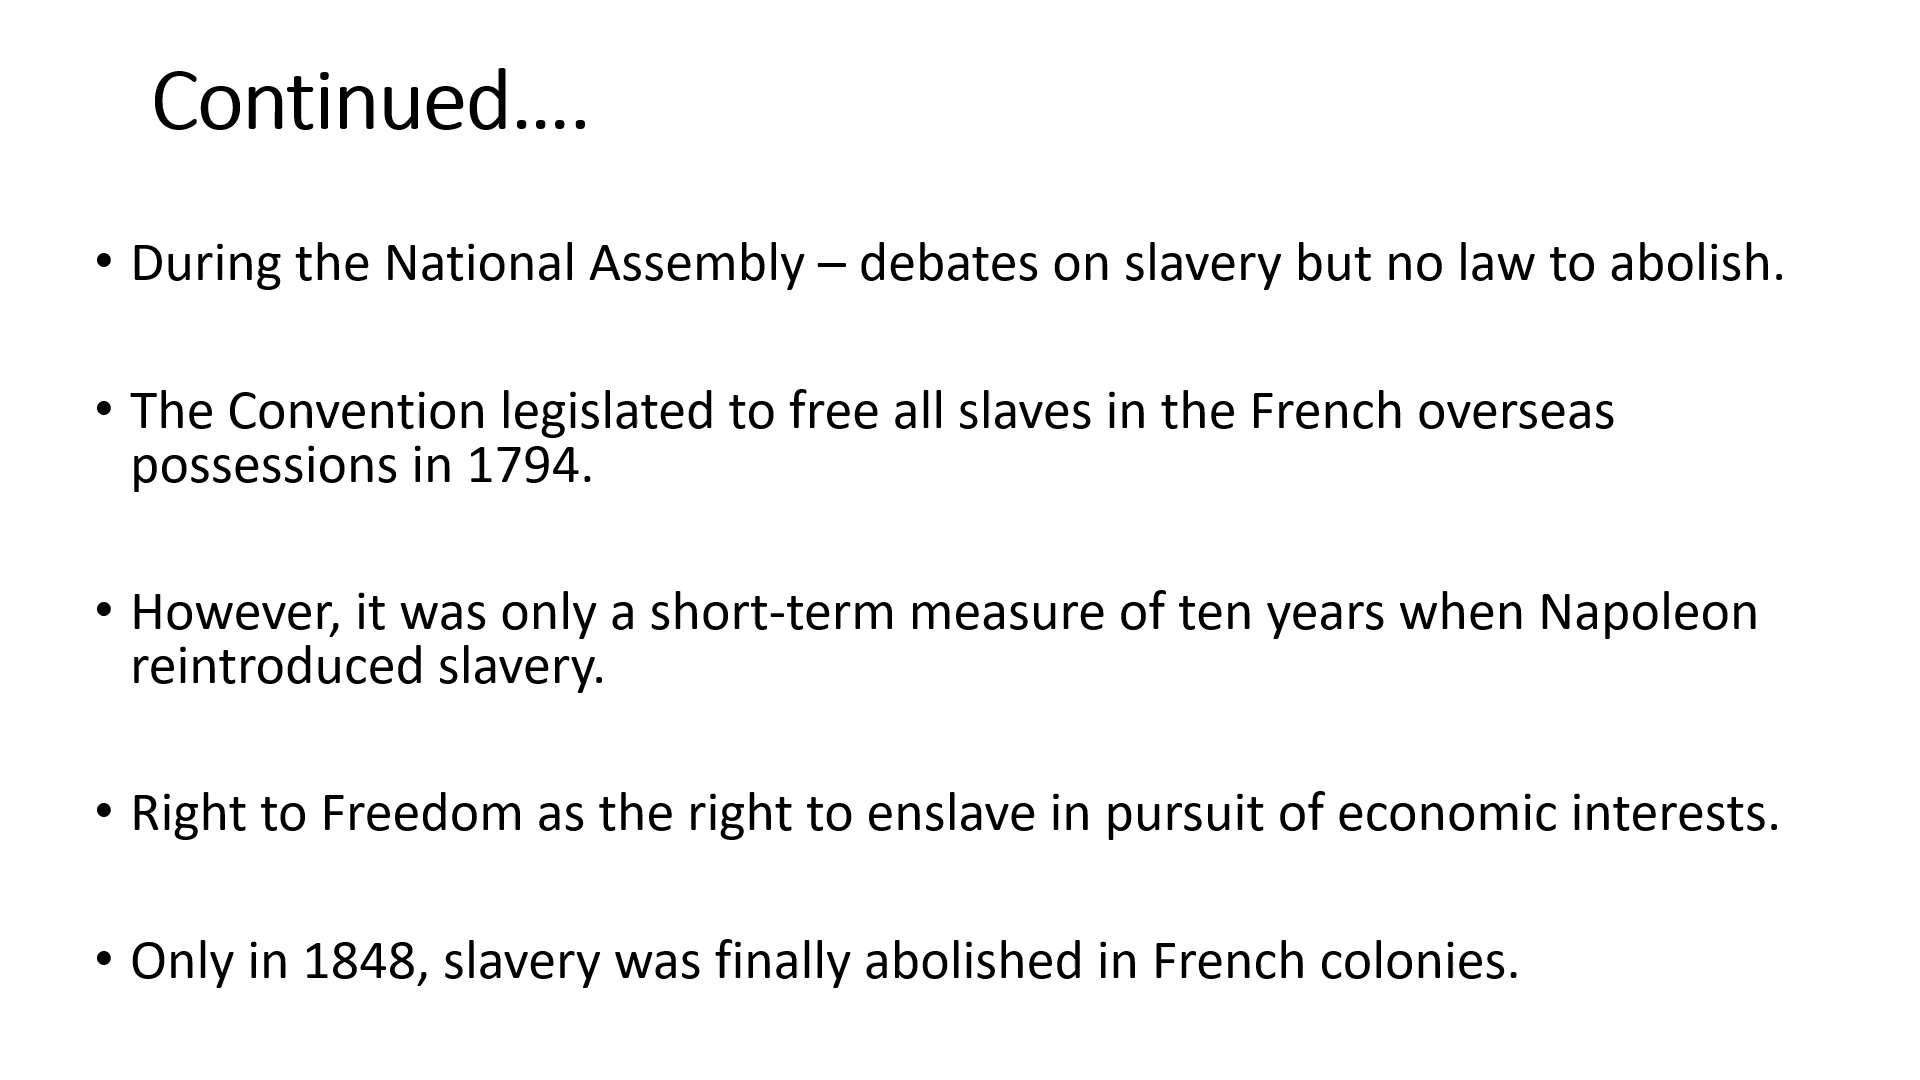 Continued….
• During the National Assembly – debates on slavery but no law to abolish.
• The Convention legislated to free all slaves in the French overseas
possessions in 1794.
• However, it was only a short-term measure of ten years when Napoleon
reintroduced slavery.
• Right to Freedom as the right to enslave in pursuit of economic interests.
• Only in 1848, slavery was finally abolished in French colonies.